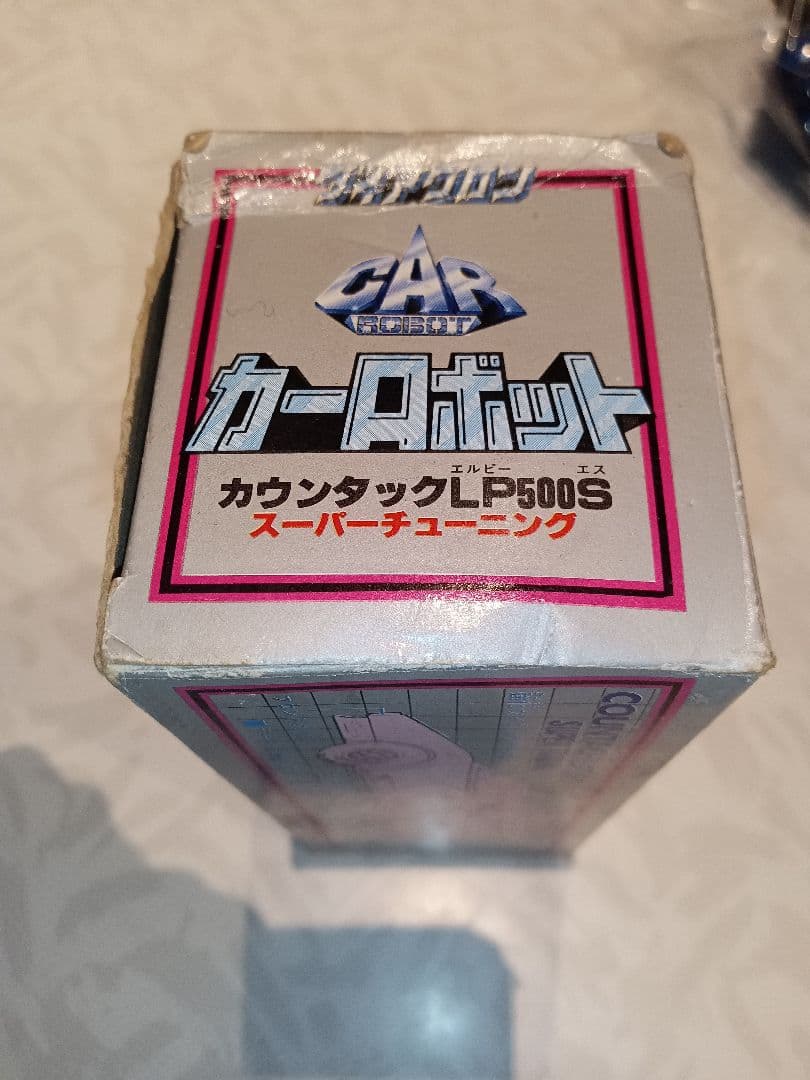 ダイアクロン
CAR
ROBOT
カーロボット
エルビー エス
カウンタックLP500S
スーパーチューニング
COUNT